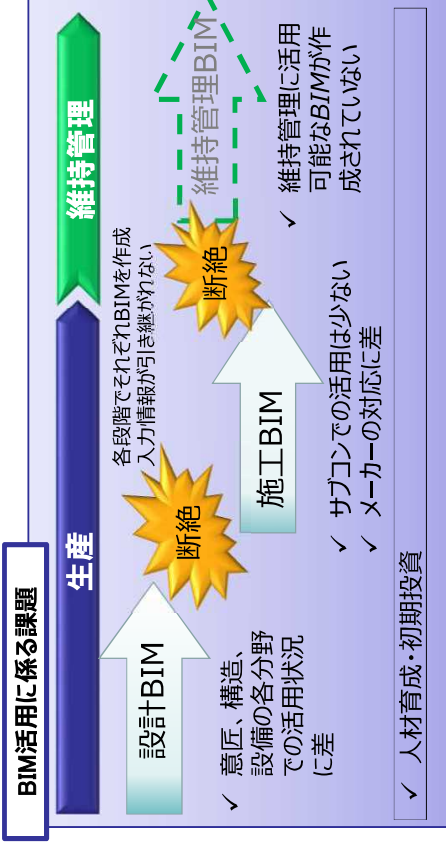 BIM活用に係る課題
生産
維持管理
各段階でそれぞれBIMを作成
入力情報が引き継がれない
設計BIM
断絶
施工BIM
断絶
維持管理BIM
✓ 意匠、構造、
設備の各分野
での活用状況
に差
✓ サブコンでの活用は少ない
✓ メーカーの対応に差
✓ 維持管理に活用
可能なBIMが作
成されていない
✓ 人材育成・初期投資